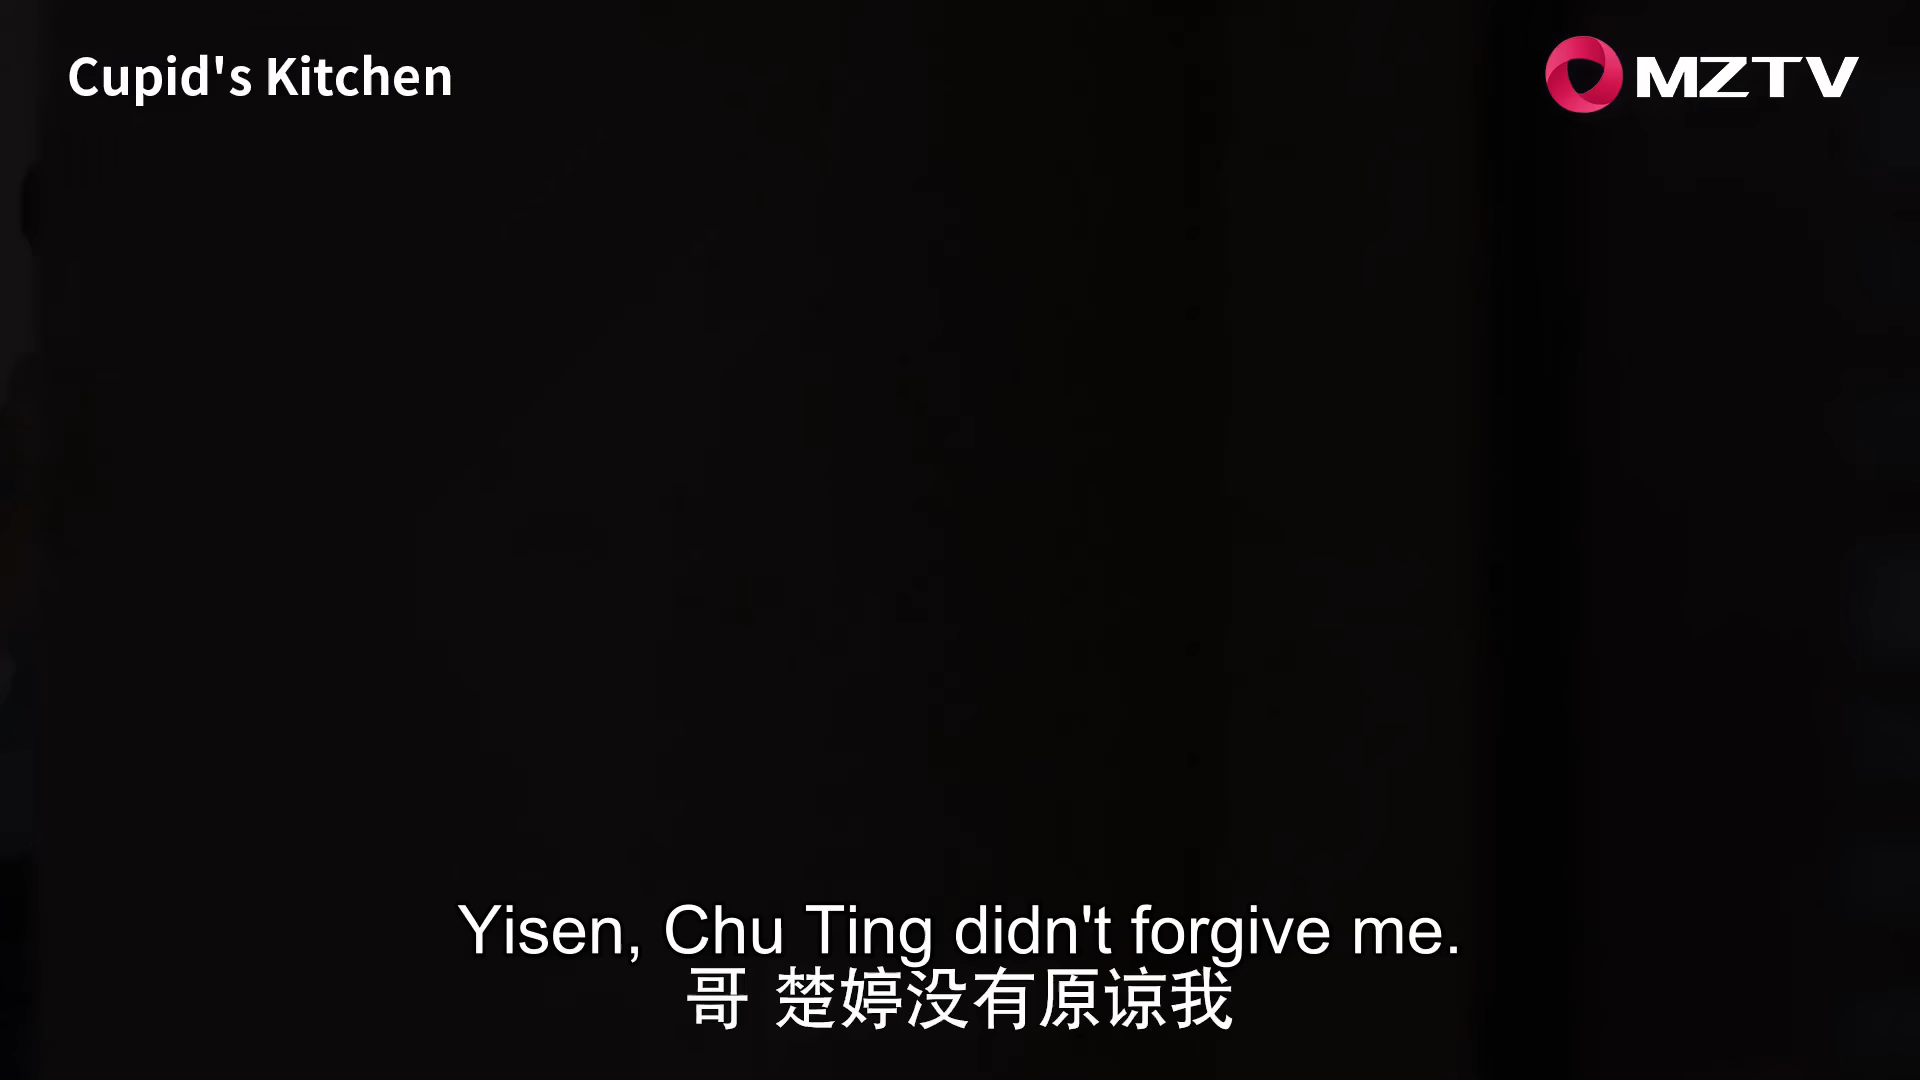 Cupid's Kitchen
MZTV
Yisen, Chu Ting didn't forgive me.
哥 楚婷没有原谅我